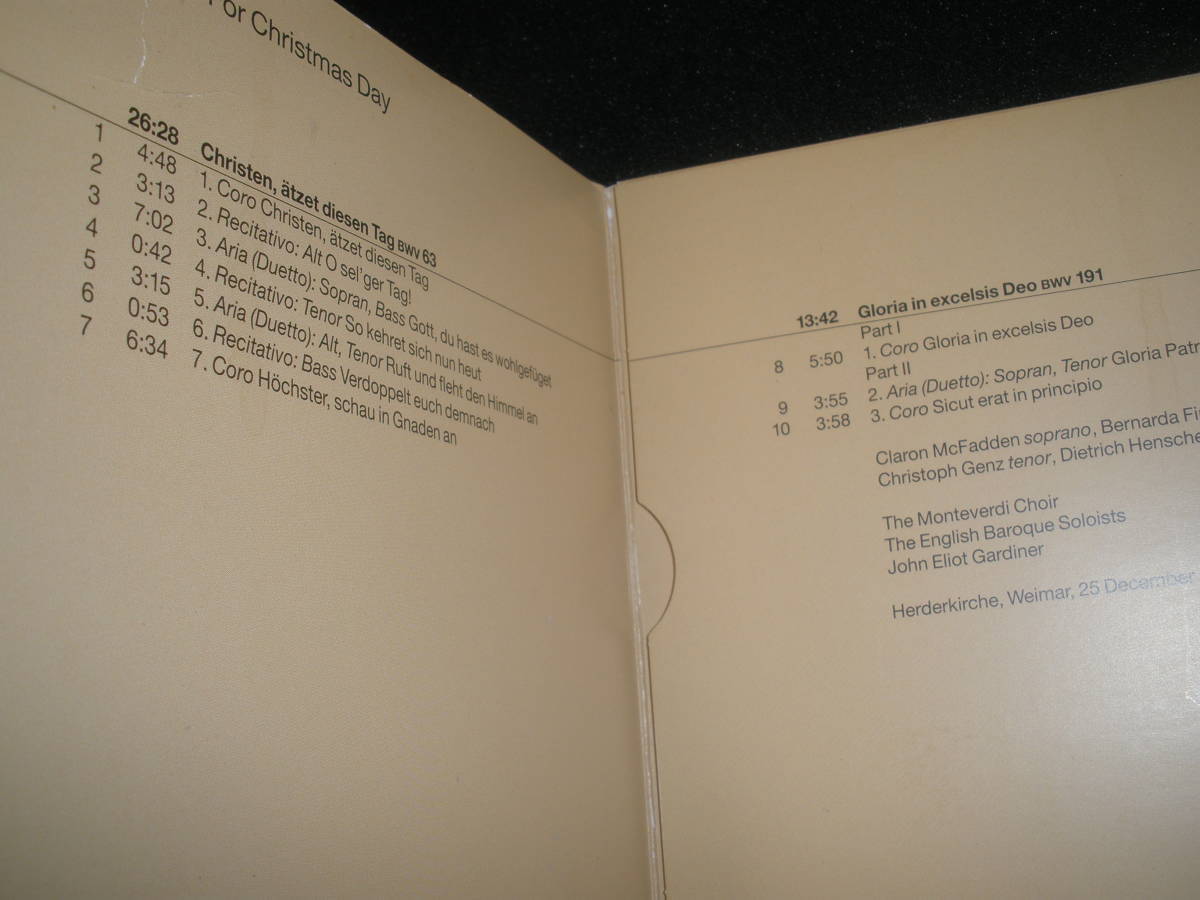 For Christmas Day
26:28 Christen, ätzet diesen Tag BWV 63
1 4:48 1. Coro Christen, ätzet diesen Tag
2 3:13 2. Recitativo: Alt O sel'ger Tag!
3 7:02 3. Aria (Duetto): Sopran, Bass Gott, du hast es wohlgefüget
4 0:42 4. Recitativo: Tenor So kehret sich nun heut
5 3:15 5. Aria (Duetto): Alt, Tenor Ruft und fleht den Himmel an
6 0:53 6. Recitativo: Bass Verdoppelt euch demnach
7 6:34 7. Coro Höchster, schau in Gnaden an
13:42 Gloria in excelsis Deo BWV 191
Part I
8 5:50 1. Coro Gloria in excelsis Deo
Part II
9 3:55 2. Aria (Duetto): Sopran, Tenor Gloria Patr
10 3:58 3. Coro Sicut erat in principio
Claron McFadden soprano, Bernarda Fi
Christoph Genz tenor, Dietrich Hensche
The Monteverdi Choir
The English Baroque Soloists
John Eliot Gardiner
Herderkirche, Weimar, 25 December